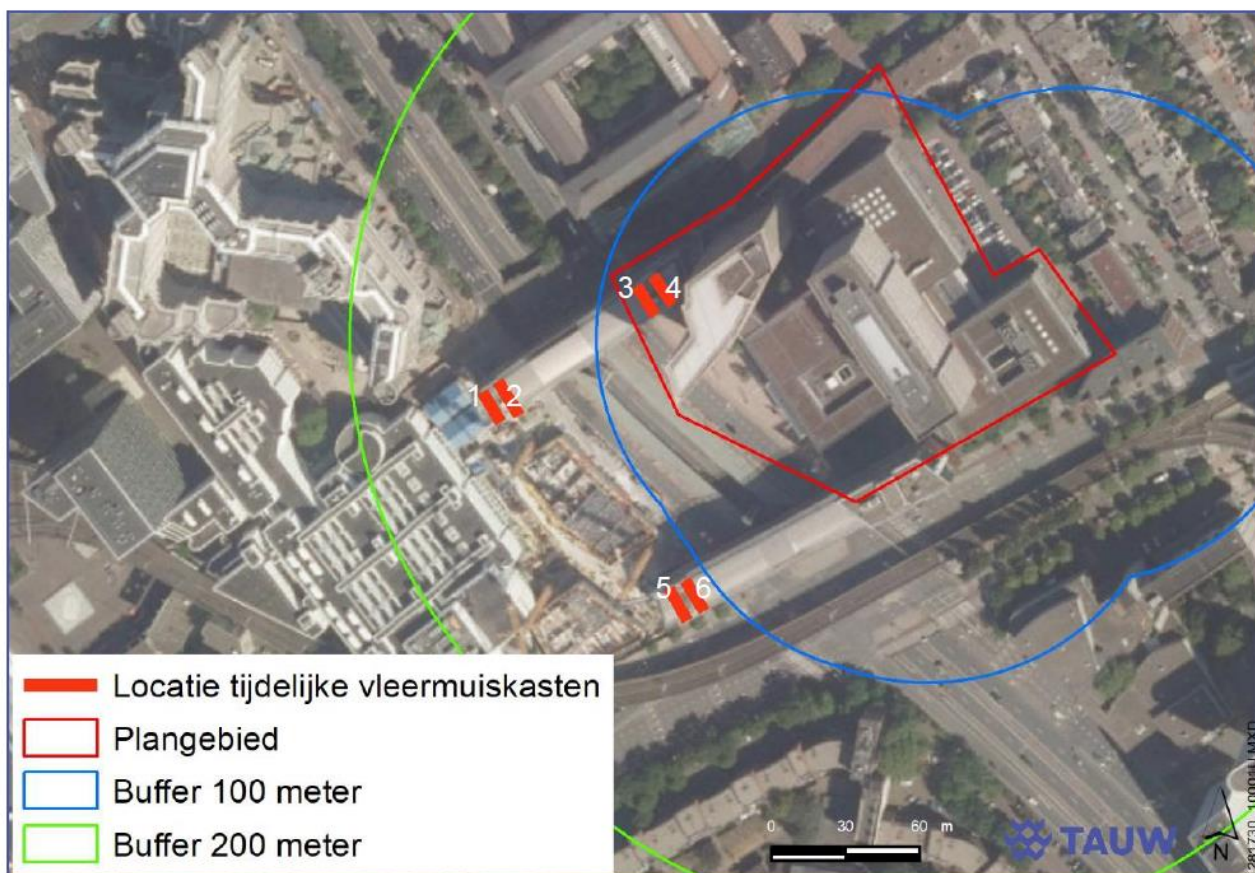 3 4
1 2
5 6
Locatie tijdelijke vleermuiskasten
Plangebied
Buffer 100 meter
Buffer 200 meter
0 30 60 m
TAUW
N